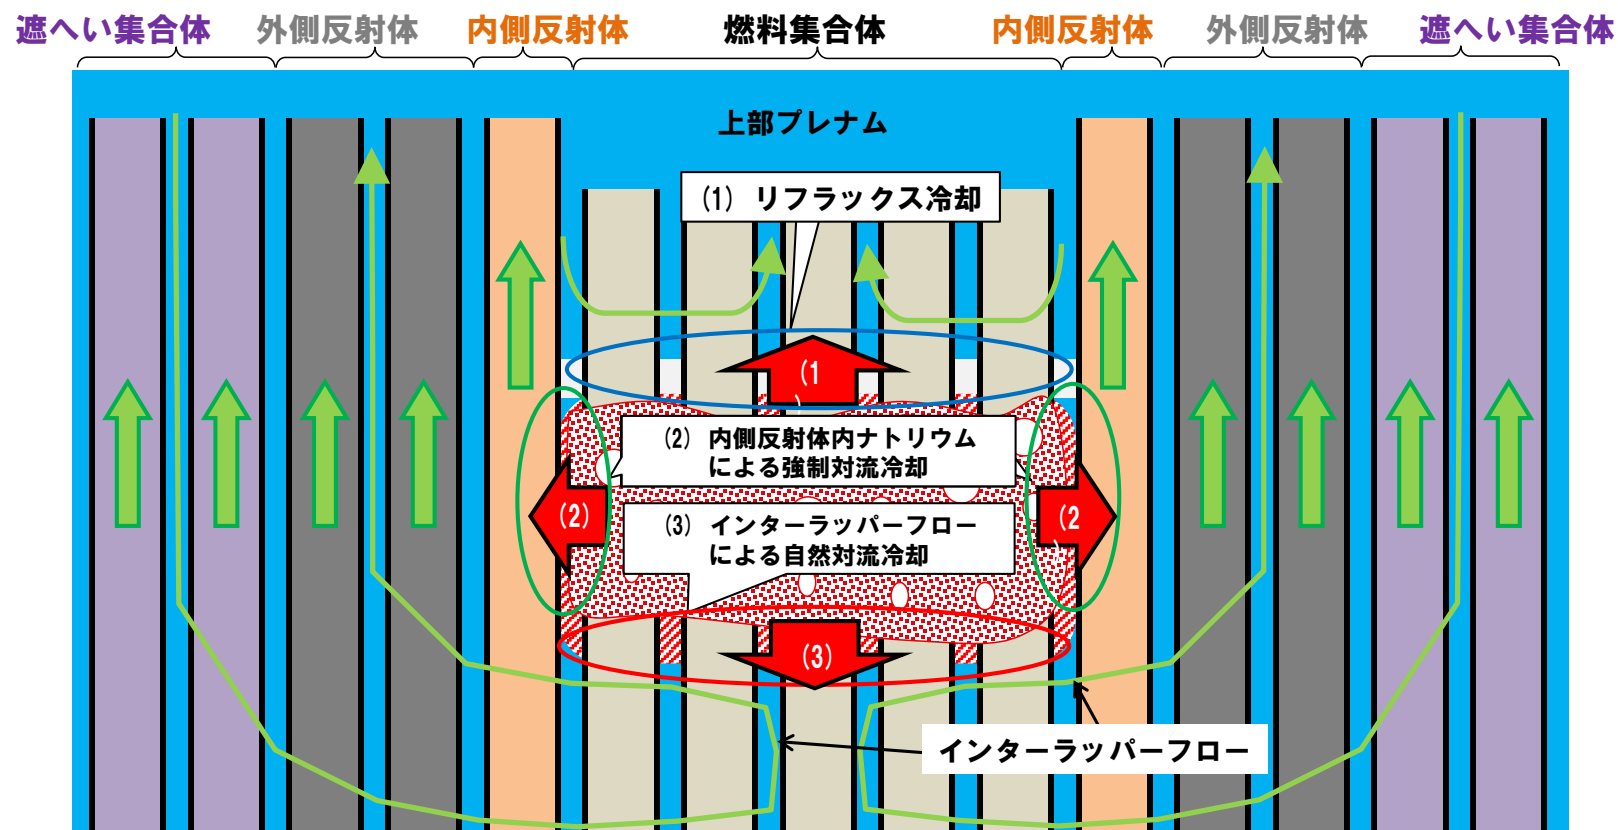 遮へい集合体 外側反射体 内側反射体 燃料集合体 内側反射体 外側反射体 遮へい集合体
上部プレナム
(1) リフラックス冷却
(1
)
(2) 内側反射体内ナトリウム
による強制対流冷却
(2)
(2
)
(3) インターラッパーフロー
による自然対流冷却
(3)
インターラッパーフロー